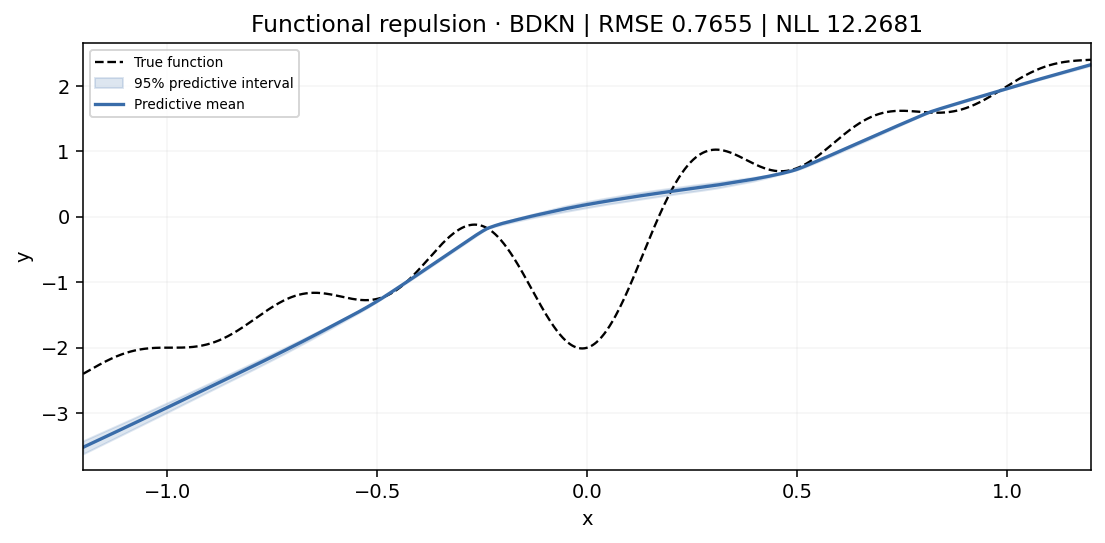 Functional repulsion · BDKN | RMSE 0.7655 | NLL 12.2681
True function
95% predictive interval
Predictive mean
2
1
0
−1
−2
−3
y
−1.0
−0.5
0.0
0.5
1.0
x